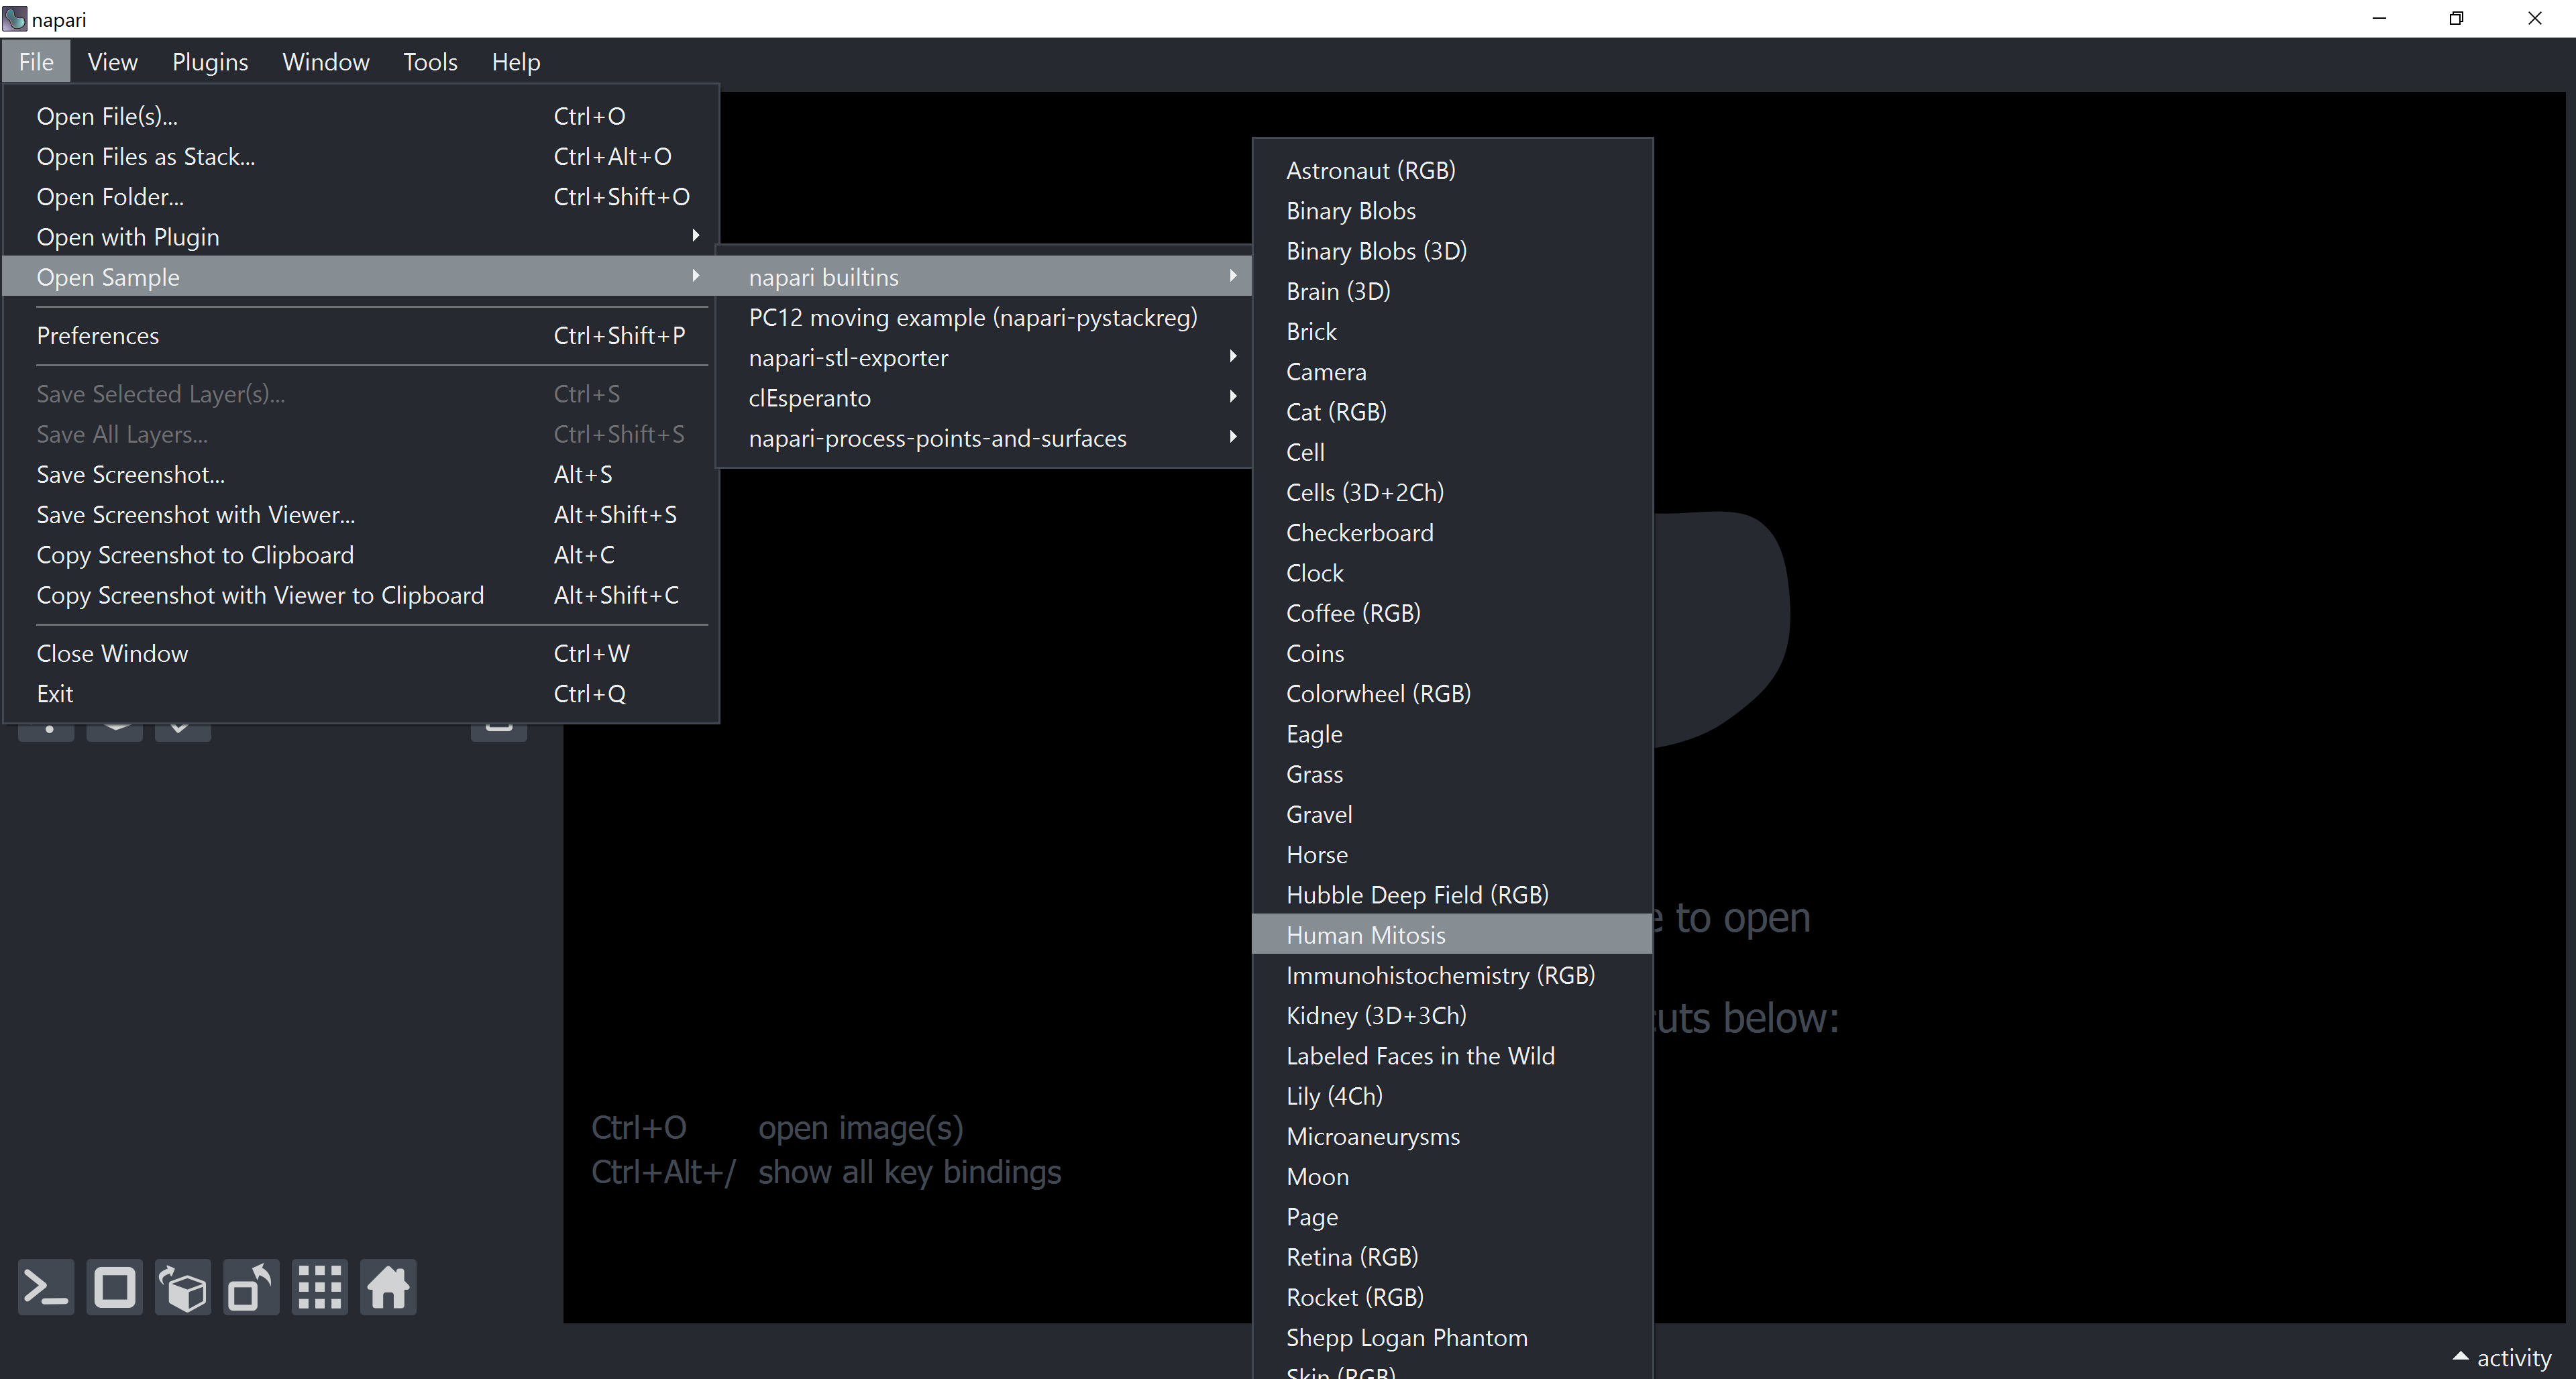 napari
File View Plugins Window Tools Help
Open File(s)... Ctrl+O
Open Files as Stack... Ctrl+Alt+O
Open Folder... Ctrl+Shift+O
Open with Plugin
Open Sample
Preferences Ctrl+Shift+P
Save Selected Layer(s)... Ctrl+S
Save All Layers... Ctrl+Shift+S
Save Screenshot... Alt+S
Save Screenshot with Viewer... Alt+Shift+S
Copy Screenshot to Clipboard Alt+C
Copy Screenshot with Viewer to Clipboard Alt+Shift+C
Close Window Ctrl+W
Exit Ctrl+Q
napari builtins
PC12 moving example (napari-pystackreg)
napari-stl-exporter
clEsperanto
napari-process-points-and-surfaces
Astronaut (RGB)
Binary Blobs
Binary Blobs (3D)
Brain (3D)
Brick
Camera
Cat (RGB)
Cell
Cells (3D+2Ch)
Checkerboard
Clock
Coffee (RGB)
Coins
Colorwheel (RGB)
Eagle
Grass
Gravel
Horse
Hubble Deep Field (RGB)
Human Mitosis
Immunohistochemistry (RGB)
Kidney (3D+3Ch)
Labeled Faces in the Wild
Lily (4Ch)
Microaneurysms
Moon
Page
Retina (RGB)
Rocket (RGB)
Shepp Logan Phantom
Skin (RGB)
to open
below:
Ctrl+O open image(s)
Ctrl+Alt+/ show all key bindings
activity